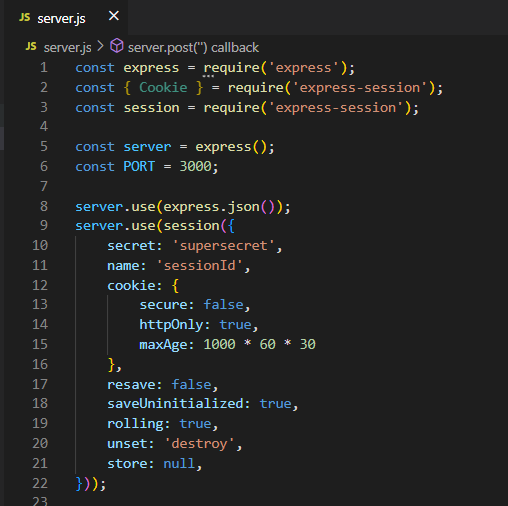 JS server.js ×
JS server.js > server.post('') callback
1 const express = require('express');
2 const { Cookie } = require('express-session');
3 const session = require('express-session');
4
5 const server = express();
6 const PORT = 3000;
7
8 server.use(express.json());
9 server.use(session({
10     secret: 'supersecret',
11     name: 'sessionId',
12     cookie: {
13         secure: false,
14         httpOnly: true,
15         maxAge: 1000 * 60 * 30
16     },
17     resave: false,
18     saveUninitialized: true,
19     rolling: true,
20     unset: 'destroy',
21     store: null,
22 }));
23